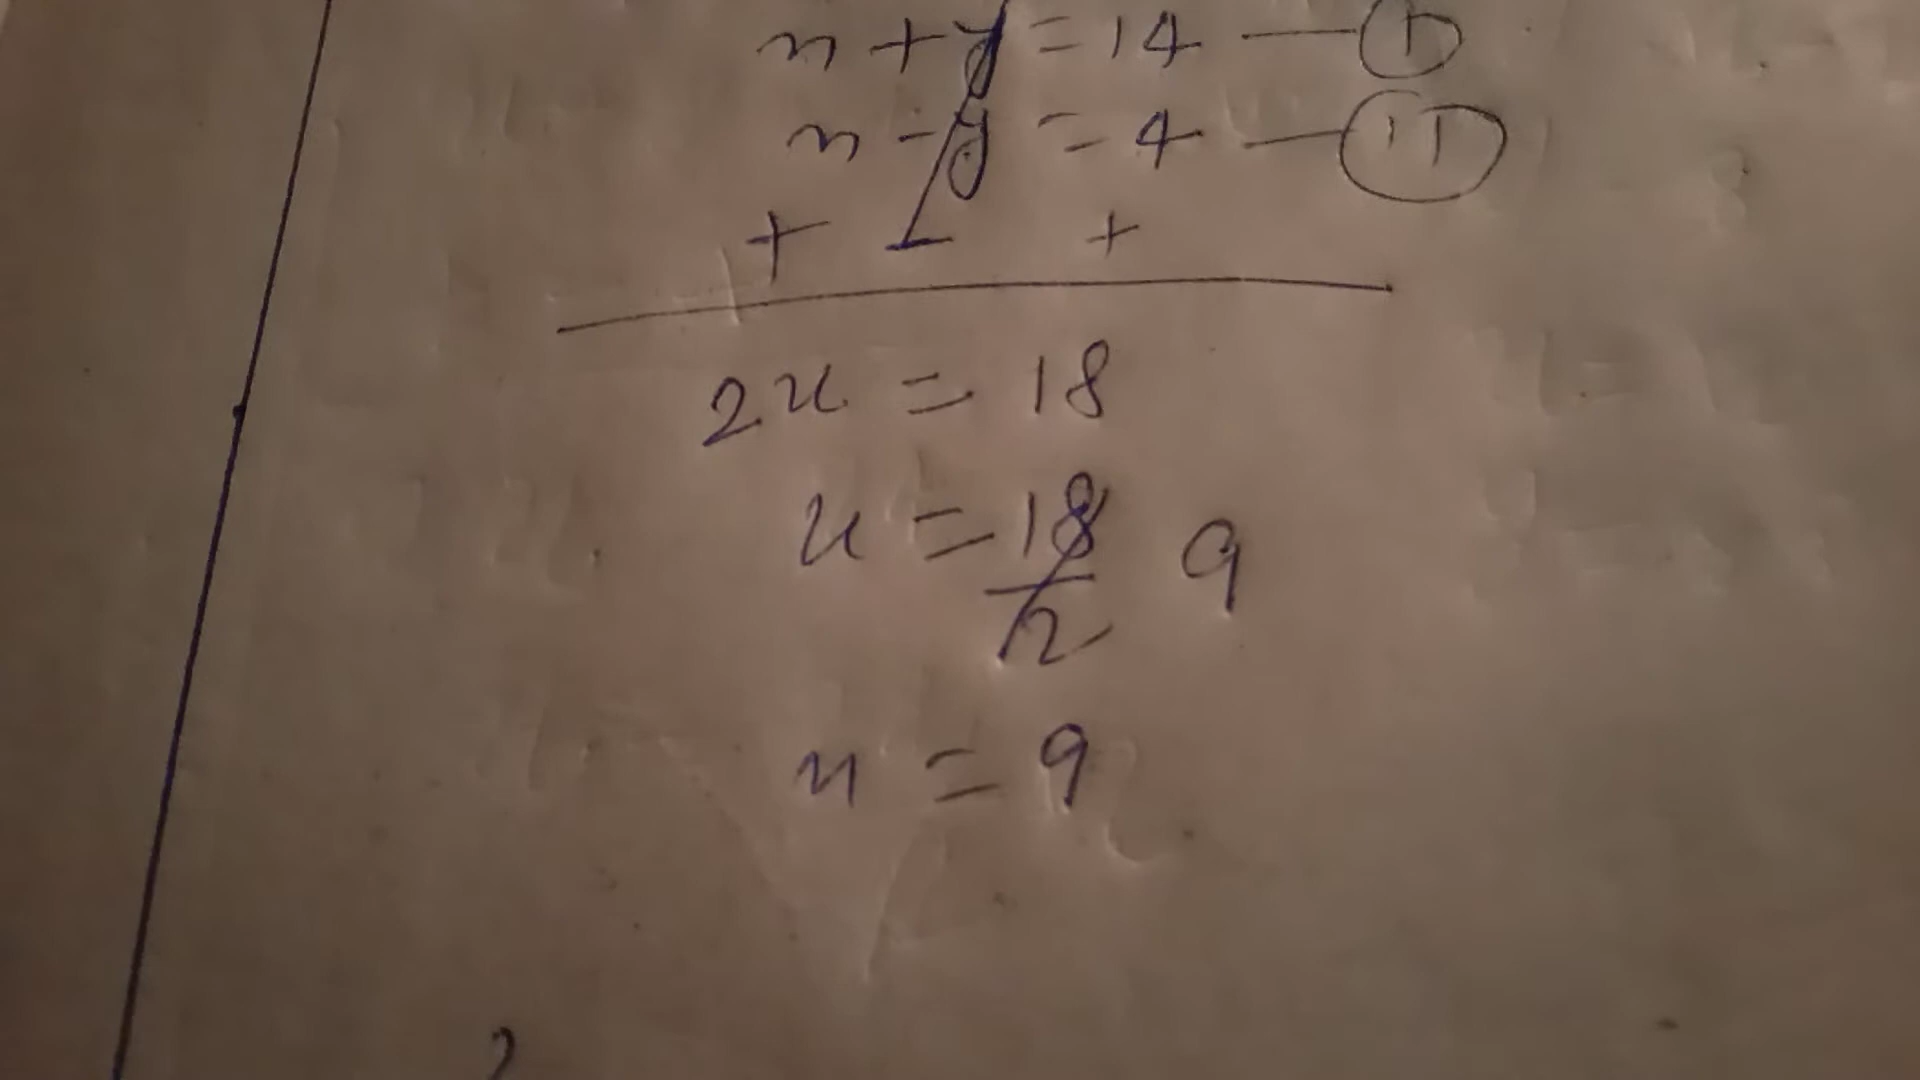 x + y = 14 — (I)
x - y = 4 — (II)
+ - +
2x = 18
x = 18/2 9
x = 9